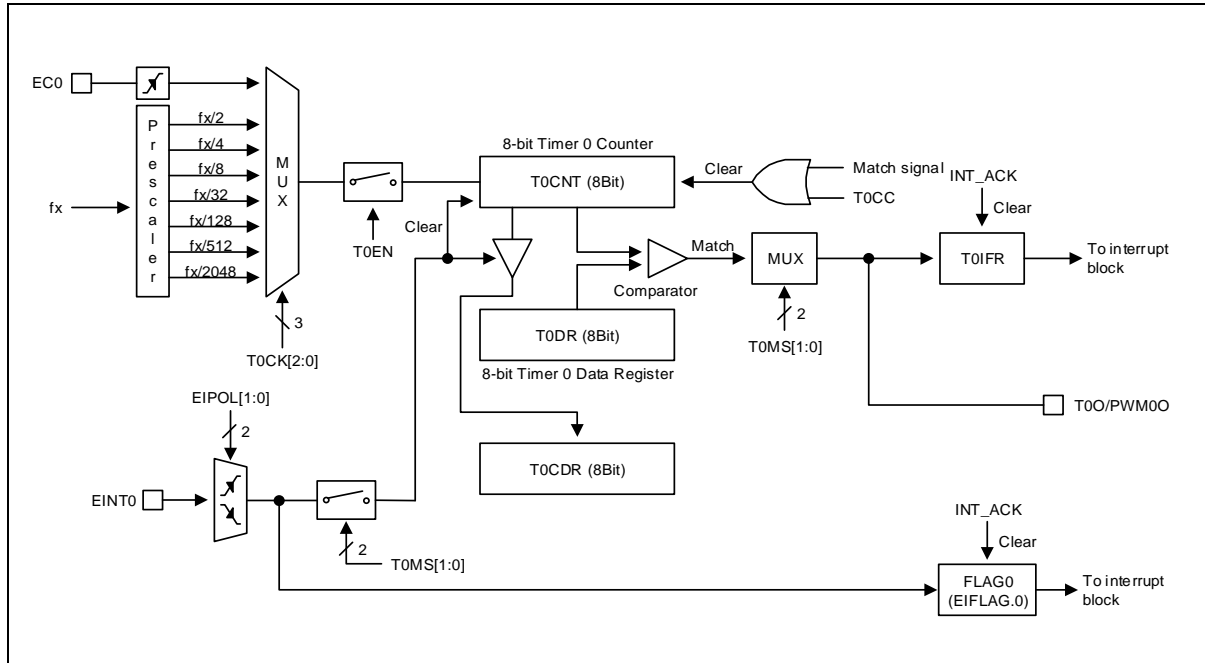 EC0
P
r
e
s
c
a
l
e
r
fx
fx/2
fx/4
fx/8
fx/32
fx/128
fx/512
fx/2048
M
U
X
3
T0CK[2:0]
T0EN
8-bit Timer 0 Counter
T0CNT (8Bit)
Clear
Clear
Match signal
T0CC
INT_ACK
Clear
Match
Comparator
MUX
2
T0MS[1:0]
T0IFR
To interrupt
block
T0DR (8Bit)
8-bit Timer 0 Data Register
T0O/PWM0O
EIPOL[1:0]
2
T0CDR (8Bit)
EINT0
2
T0MS[1:0]
INT_ACK
Clear
FLAG0
(EIFLAG.0)
To interrupt
block